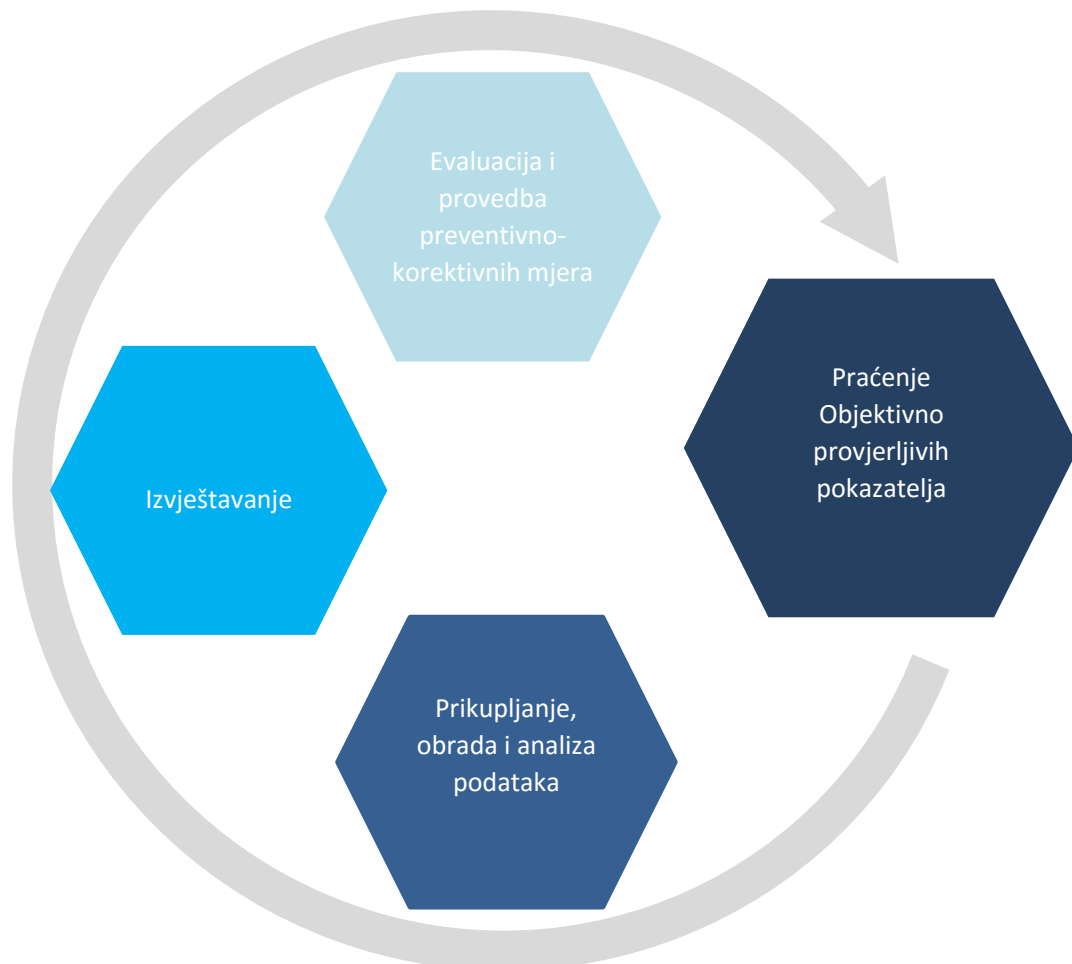 Evaluacija i
provedba
preventivno-
korektivnih mjera
Praćenje
Objektivno
provjerljivih
pokazatelja
Izvještavanje
Prikupljanje,
obrada i analiza
podataka